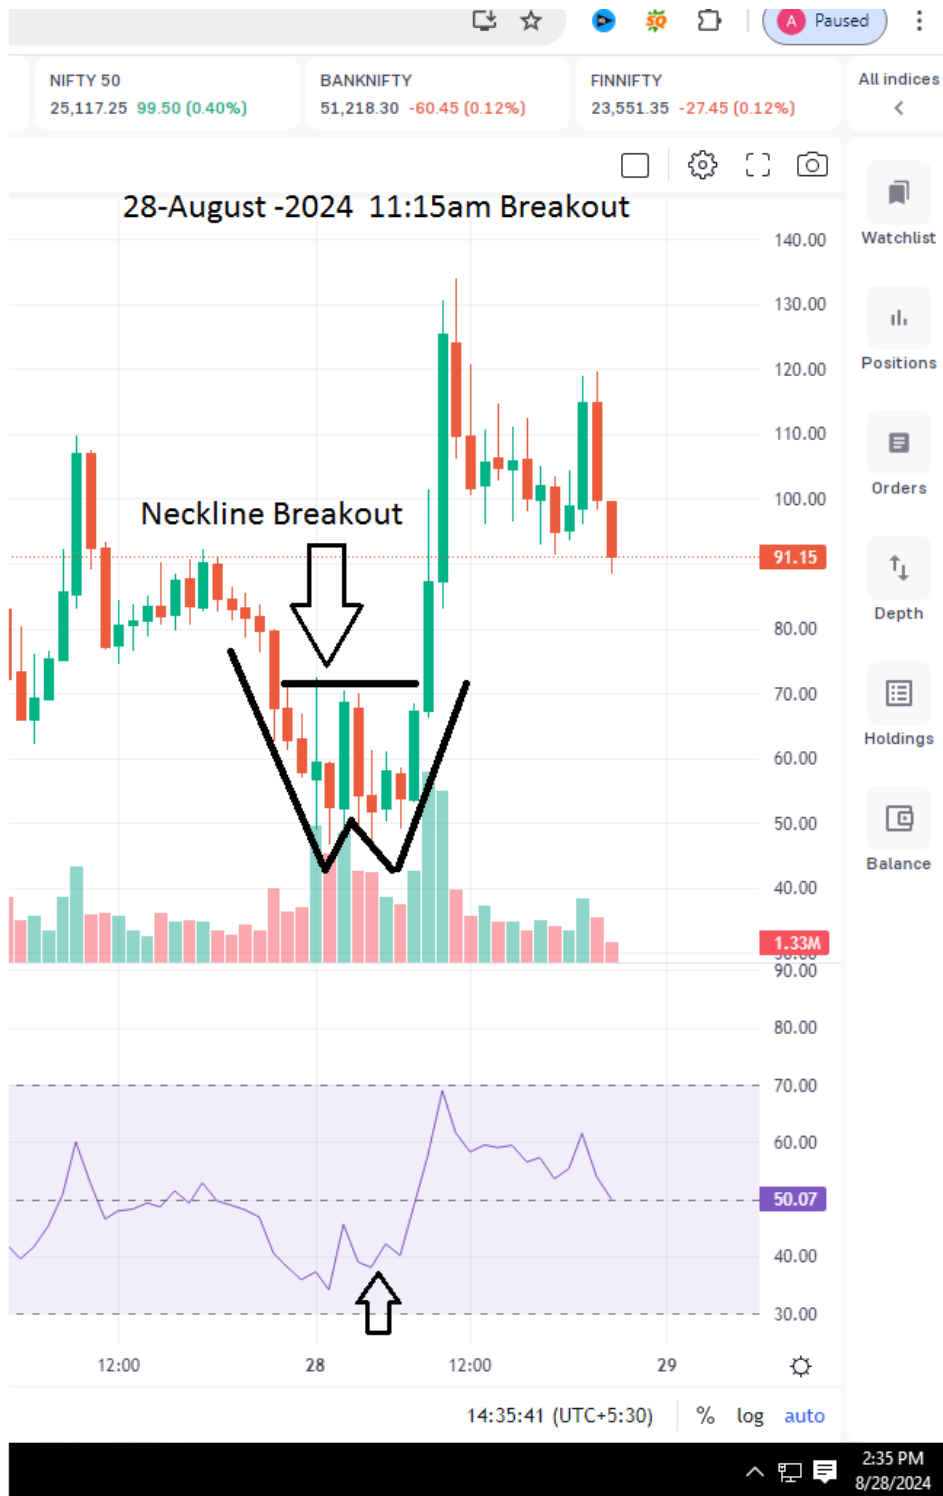 A Paused
NIFTY 50 BANKNIFTY FINNIFTY All indices
25,117.25 99.50 (0.40%) 51,218.30 -60.45 (0.12%) 23,551.35 -27.45 (0.12%)
28-August -2024 11:15am Breakout
Watchlist
140.00
130.00
Positions
120.00
110.00
Orders
100.00
Neckline Breakout
91.15
Depth
80.00
70.00
Holdings
60.00
50.00
Balance
40.00
1.33M
90.00
80.00
70.00
60.00
50.07
40.00
30.00
12:00 28 12:00 29
14:35:41 (UTC+5:30) % log auto
2:35 PM
8/28/2024